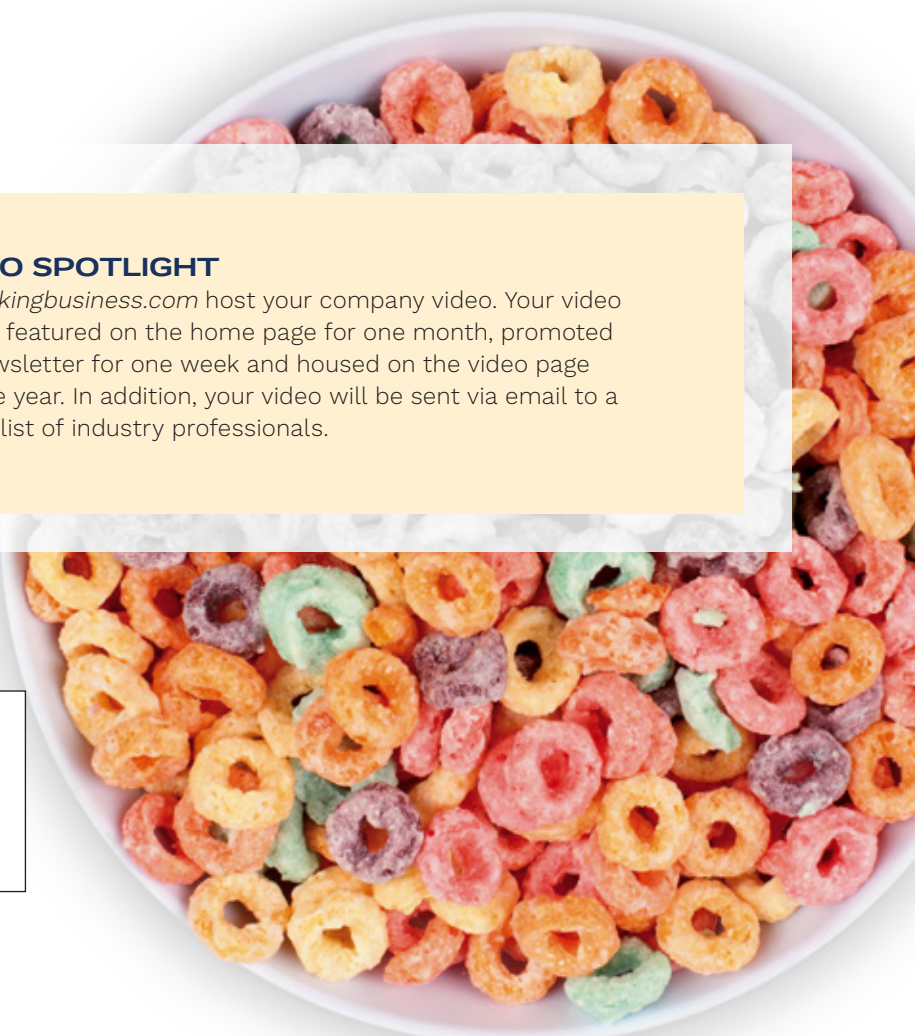 O SPOTLIGHT
kingbusiness.com host your company video. Your video
featured on the home page for one month, promoted
wsletter for one week and housed on the video page
e year. In addition, your video will be sent via email to a
list of industry professionals.